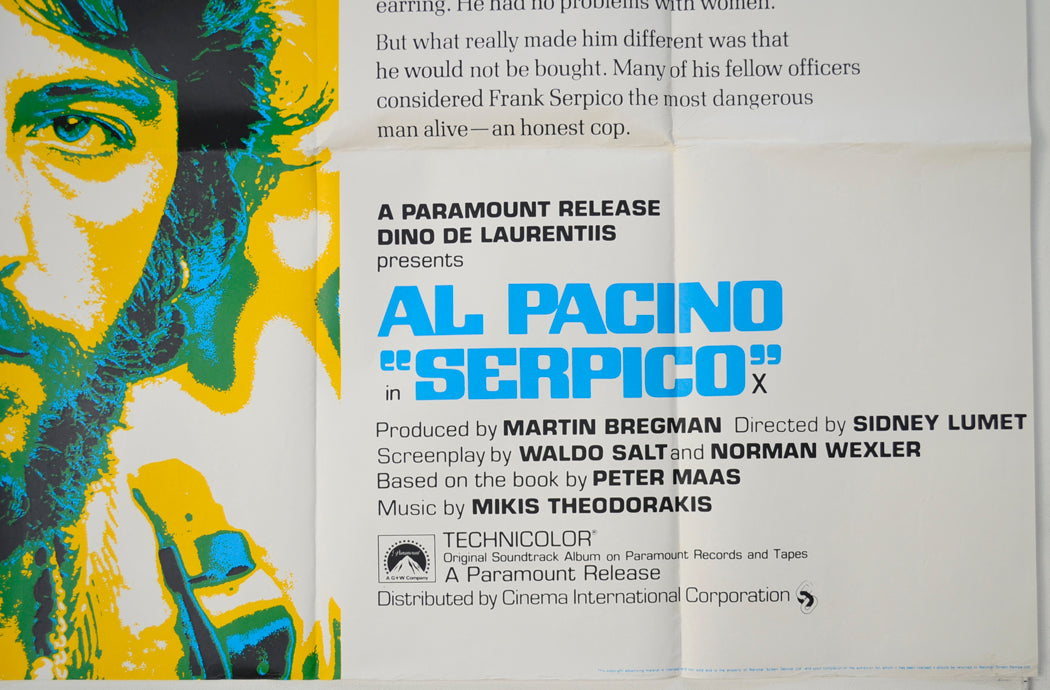 earring. He had no problems with women.
But what really made him different was that
he would not be bought. Many of his fellow officers
considered Frank Serpico the most dangerous
man alive—an honest cop.
A PARAMOUNT RELEASE
DINO DE LAURENTIIS
presents
AL PACINO
in "SERPICO" X
Produced by MARTIN BREGMAN Directed by SIDNEY LUMET
Screenplay by WALDO SALT and NORMAN WEXLER
Based on the book by PETER MAAS
Music by MIKIS THEODORAKIS
TECHNICOLOR®
Original Soundtrack Album on Paramount Records and Tapes
Paramount
A G+W Company
A Paramount Release
Distributed by Cinema International Corporation